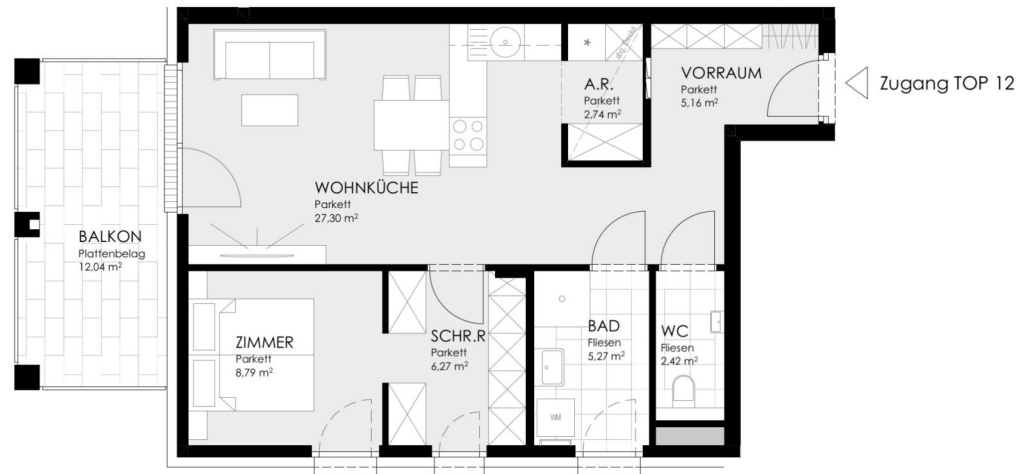 VORRAUM
Parkett
5,16 m²
Zugang TOP 12
*
abg. Decke
A.R.
Parkett
2,74 m²
WOHNKÜCHE
Parkett
27,30 m²
BALKON
Plattenbelag
12,04 m²
ZIMMER
Parkett
8,79 m²
SCHR.R
Parkett
6,27 m²
BAD
Fliesen
5,27 m²
WC
Fliesen
2,42 m²
WM